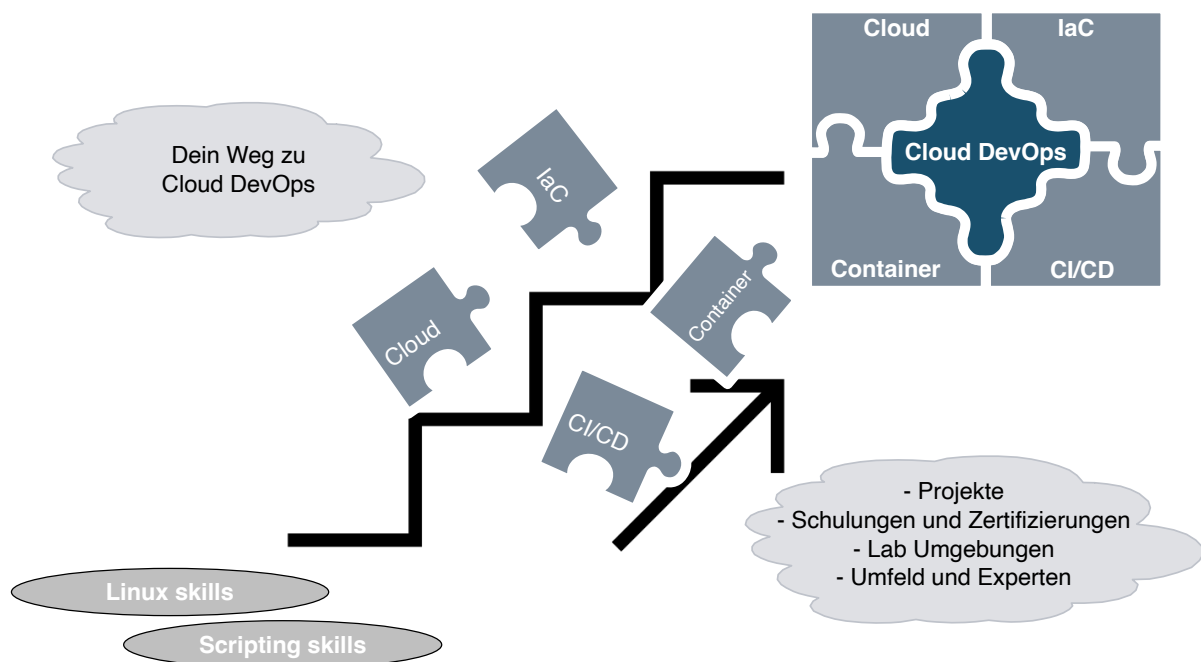 Cloud
IaC
Dein Weg zu
Cloud DevOps
IaC
Cloud DevOps
Container
CI/CD
Container
Cloud
CI/CD
- Projekte
- Schulungen und Zertifizierungen
- Lab Umgebungen
- Umfeld und Experten
Linux skills
Scripting skills